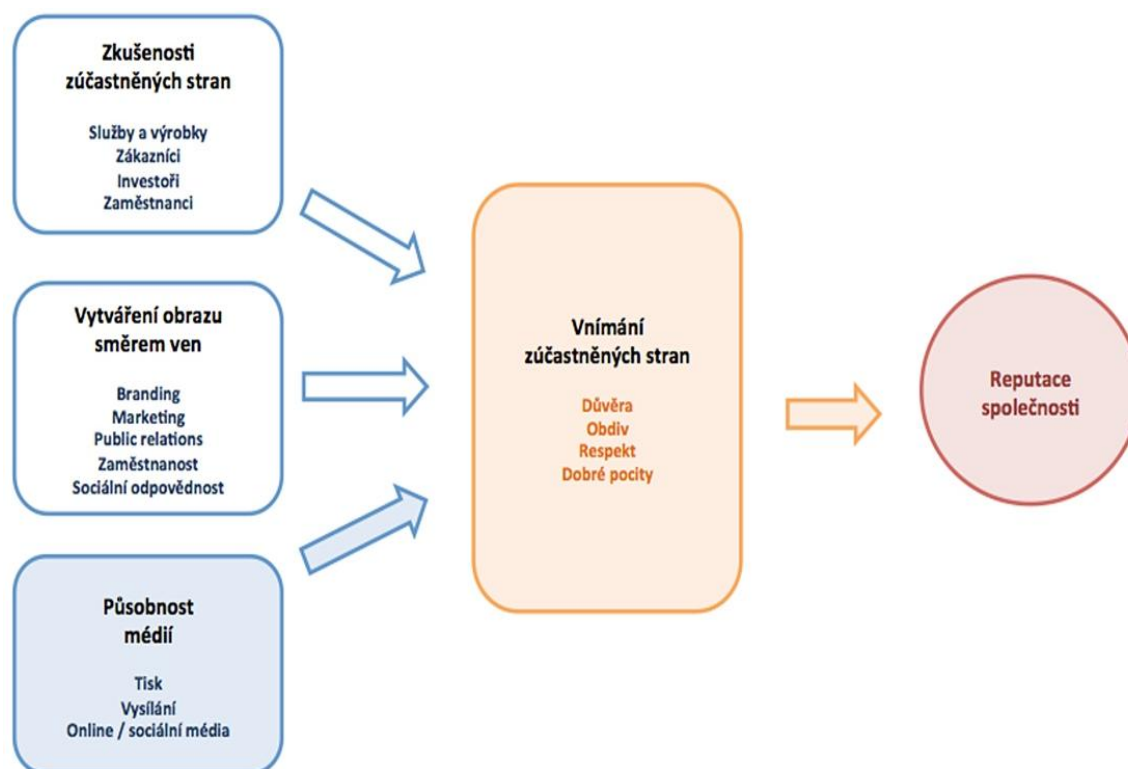 Zkušenosti
zúčastněných stran
Služby a výrobky
Zákazníci
Investoři
Zaměstnanci
Vytváření obrazu
směrem ven
Branding
Marketing
Public relations
Zaměstnanost
Sociální odpovědnost
Působnost
médií
Tisk
Vysílání
Online / sociální média
Vnímání
zúčastněných stran
Důvěra
Obdiv
Respekt
Dobré pocity
Reputace
společnosti